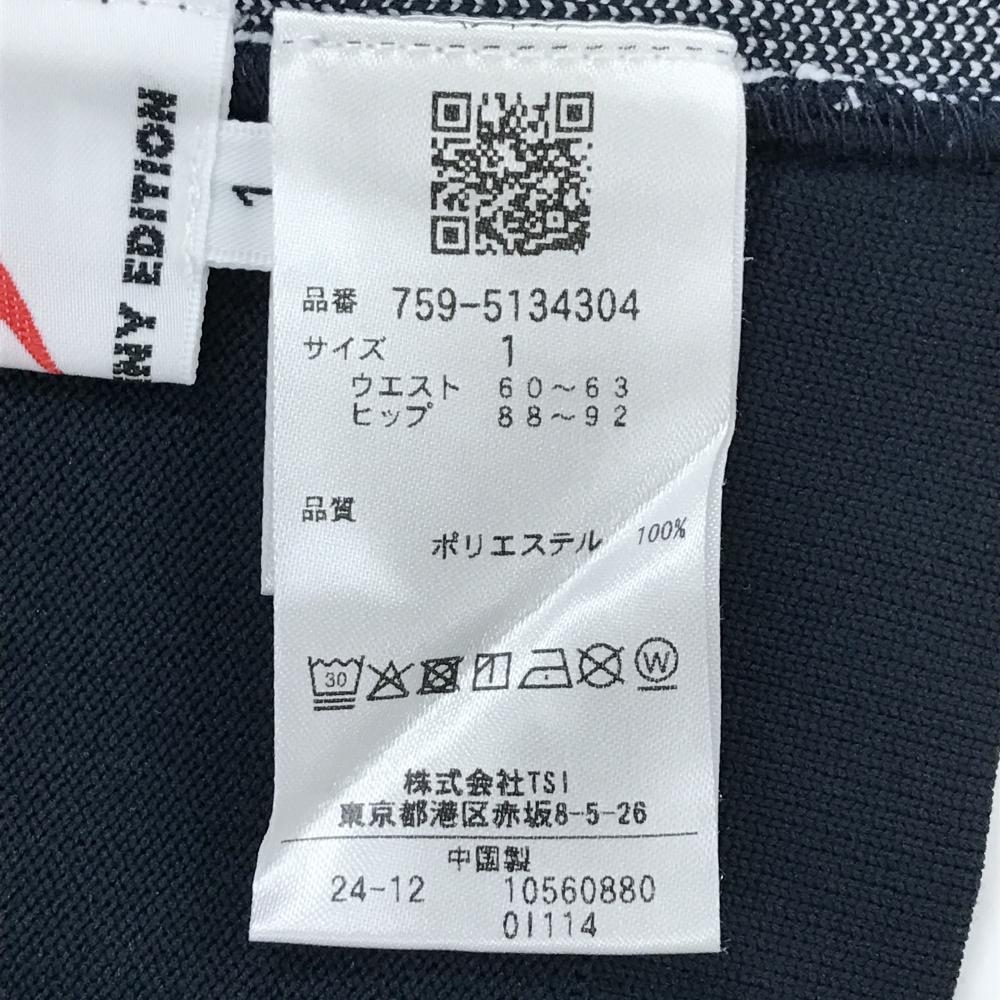 EDITION
1
品番 759-5134304
サイズ 1
ウエスト 60～63
ヒップ 88～92
品質
ポリエステル 100%
30
W
株式会社TSI
東京都港区赤坂8-5-26
中国製
24-12 10560880
01114